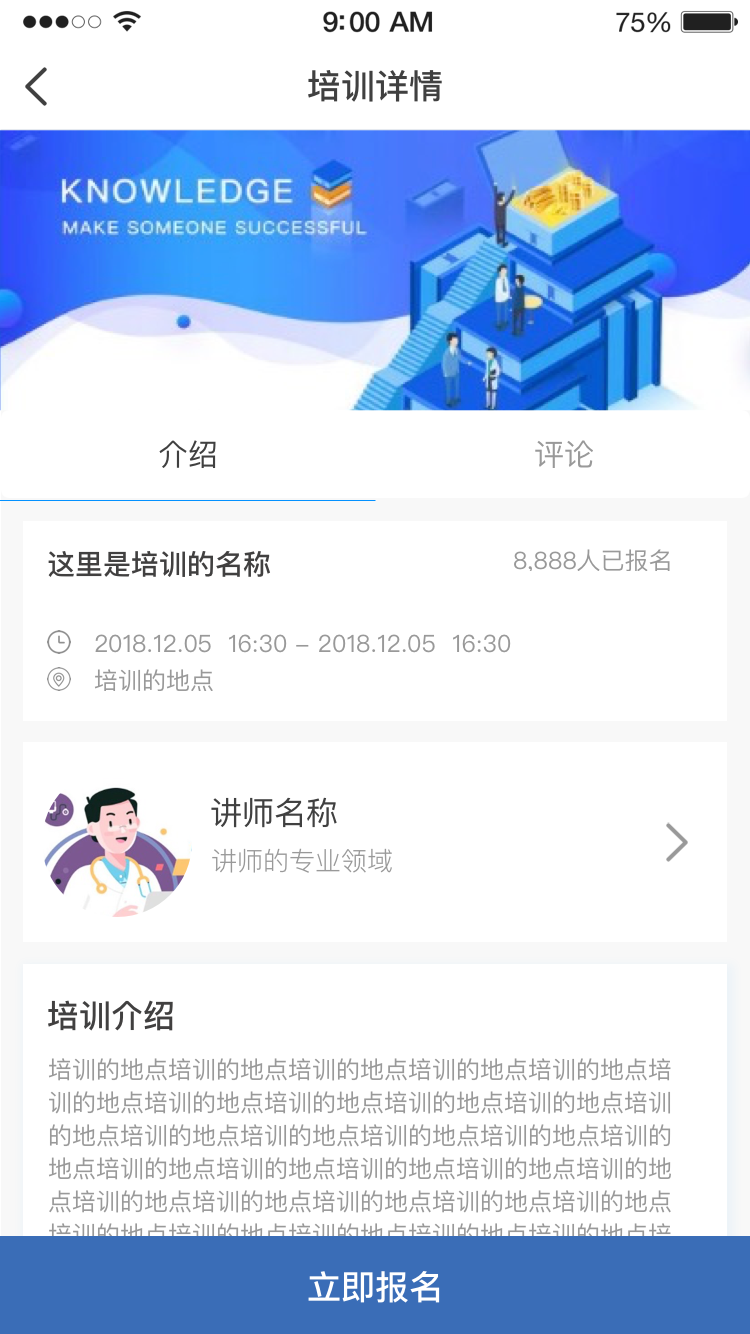 9:00 AM
75%
培训详情
KNOWLEDGE
MAKE SOMEONE SUCCESSFUL
介绍
评论
这里是培训的名称
8,888人已报名
2018.12.05 16:30 – 2018.12.05 16:30
培训的地点
讲师名称
讲师的专业领域
培训介绍
培训的地点培训的地点培训的地点培训的地点培训的地点培
训的地点培训的地点培训的地点培训的地点培训的地点培训
的地点培训的地点培训的地点培训的地点培训的地点培训的
地点培训的地点培训的地点培训的地点培训的地点培训的地
点培训的地点培训的地点培训的地点培训的地点培训的地点
培训的地点培训的地点培训的地点培训的地点培训的地点培
立即报名